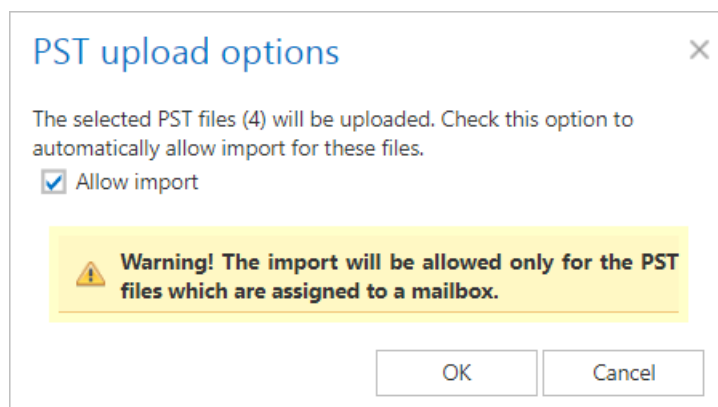 PST upload options
The selected PST files (4) will be uploaded. Check this option to
automatically allow import for these files.
Allow import
Warning! The import will be allowed only for the PST
files which are assigned to a mailbox.
OK Cancel